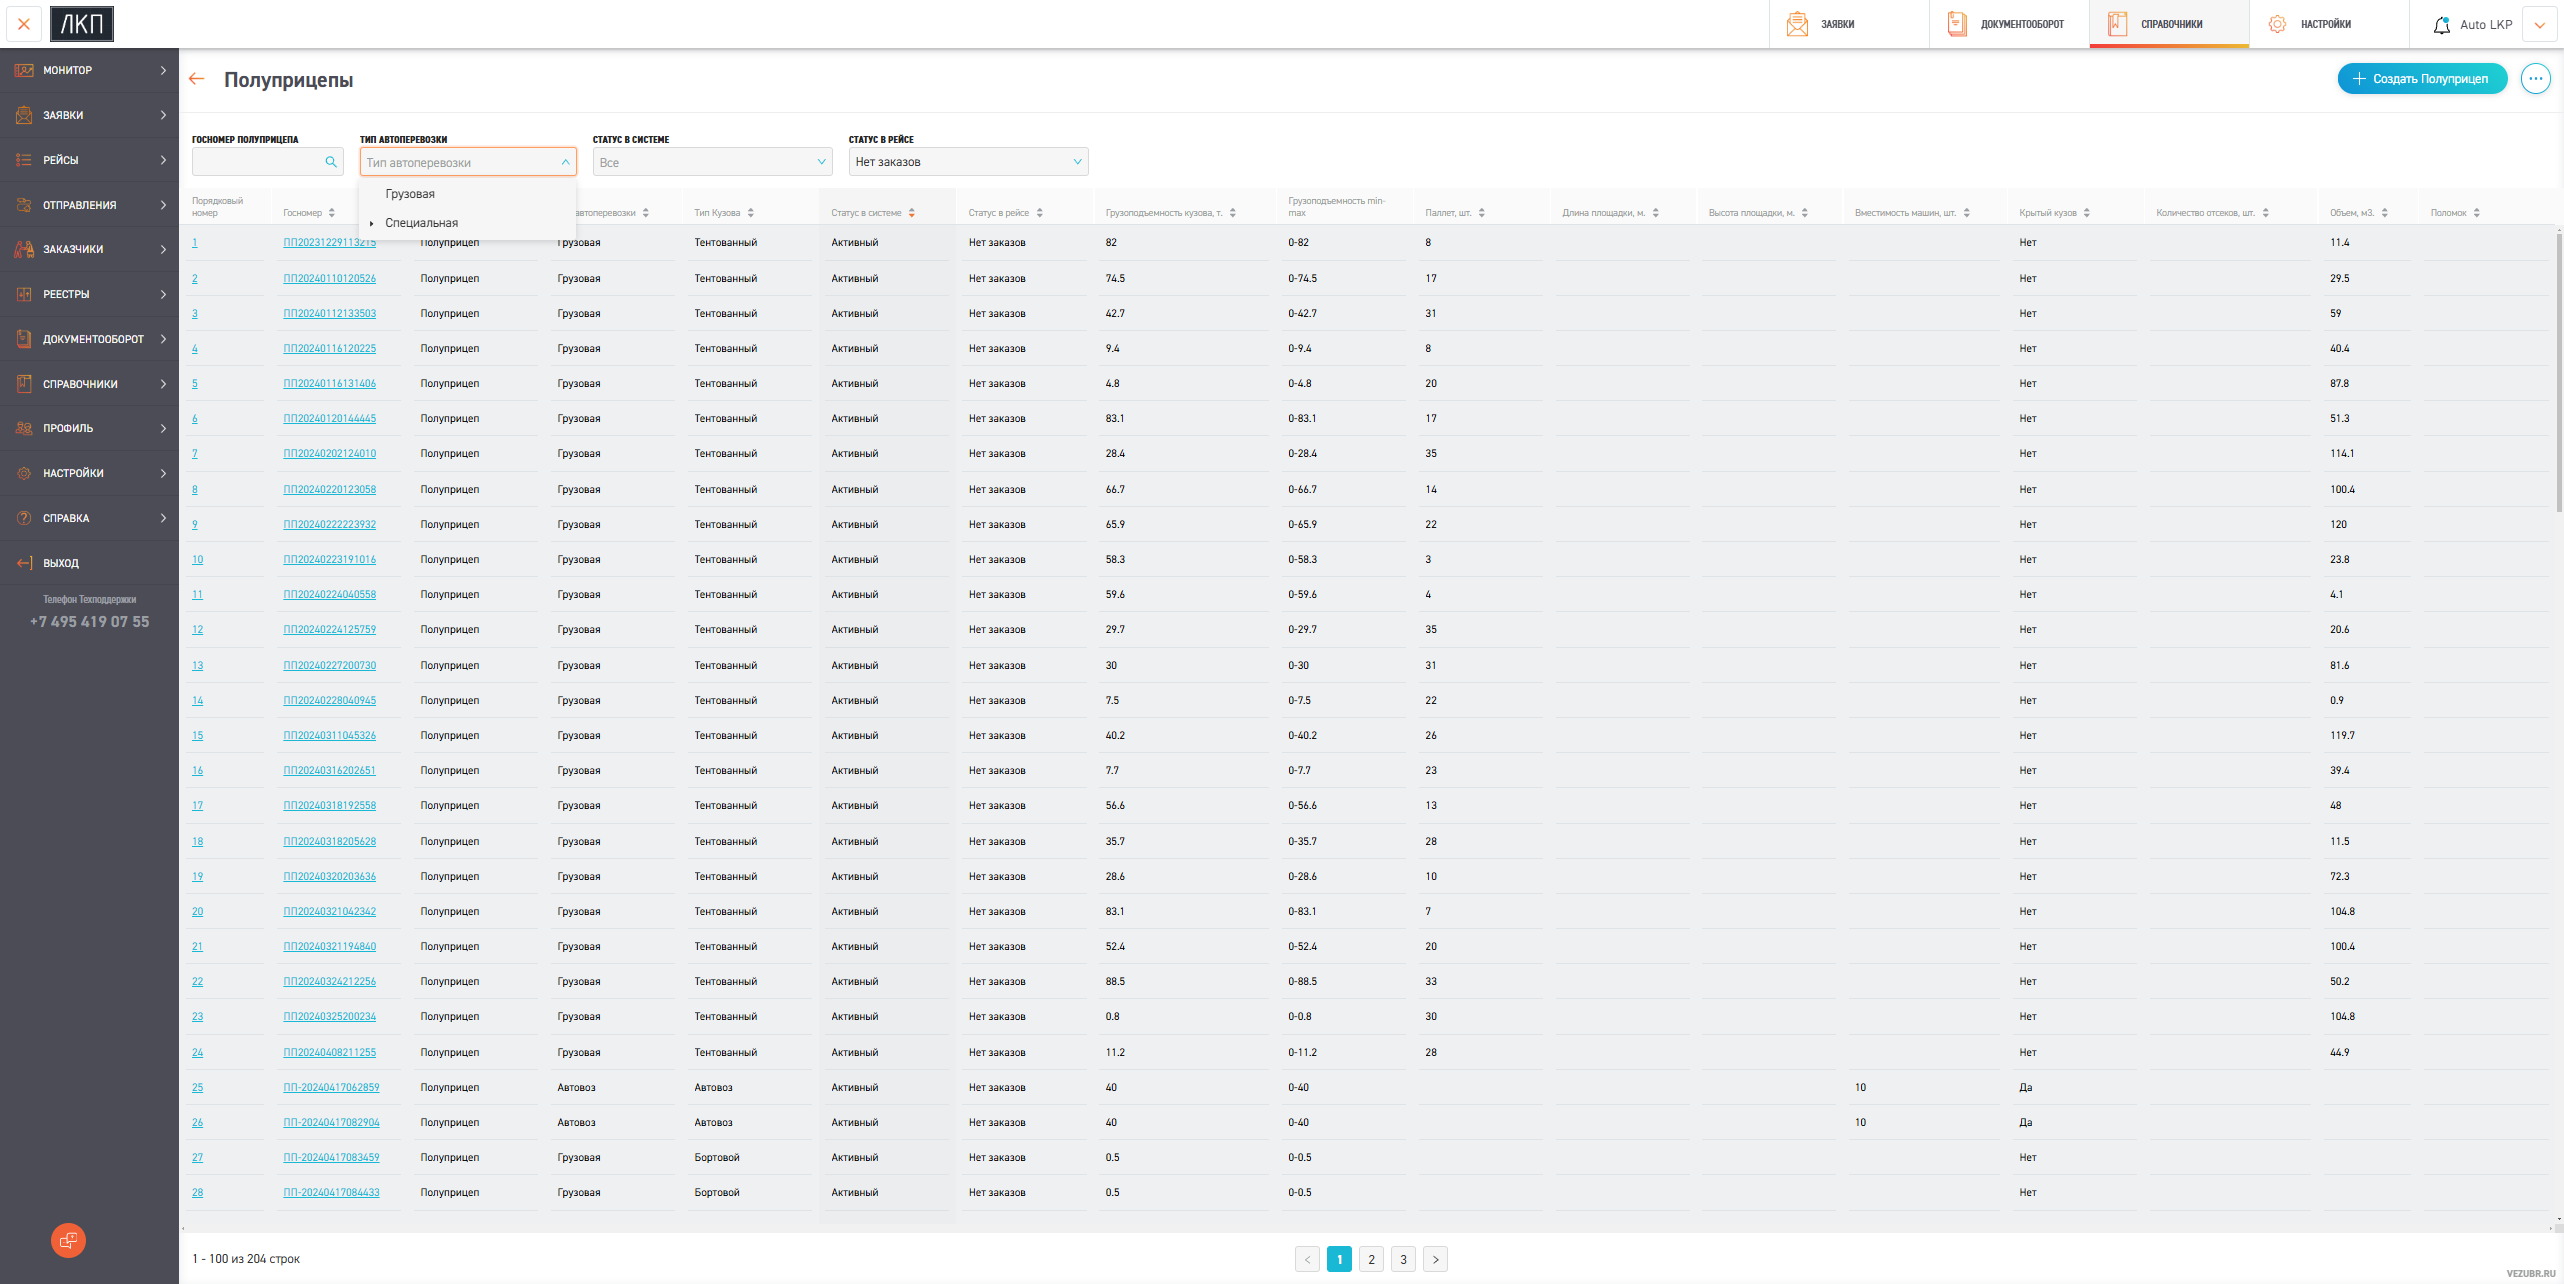 ЛКП
ЗАЯВКИ
ДОКУМЕНТООБОРОТ
СПРАВОЧНИКИ
НАСТРОЙКИ
Auto LKP
МОНИТОР
ЗАЯВКИ
РЕЙСЫ
ОТПРАВЛЕНИЯ
ЗАКАЗЧИКИ
РЕЕСТРЫ
ДОКУМЕНТООБОРОТ
СПРАВОЧНИКИ
ПРОФИЛЬ
НАСТРОЙКИ
СПРАВКА
ВЫХОД
Телефон Техподдержки
+7 495 419 07 55
Полуприцепы
Создать Полуприцеп
ГОСНОМЕР ПОЛУПРИЦЕПА
ТИП АВТОПЕРЕВОЗКИ
СТАТУС В СИСТЕМЕ
СТАТУС В РЕЙСЕ
Тип автоперевозки
Все
Нет заказов
Грузовая
Специальная
Порядковый номер Госномер автоперевозки Тип Кузова Статус в системе Статус в рейсе Грузоподъемность кузова, т. Грузоподъемность min-max Паллет, шт. Длина площадки, м. Высота площадки, м. Вместимость машин, шт. Крытый кузов Количество отсеков, шт. Объем, м3. Поломок
1 ПП20231229113215 Полуприцеп Грузовая Тентованный Активный Нет заказов 82 0-82 8 Нет 11.4
2 ПП20240110120526 Полуприцеп Грузовая Тентованный Активный Нет заказов 74.5 0-74.5 17 Нет 29.5
3 ПП20240112133503 Полуприцеп Грузовая Тентованный Активный Нет заказов 42.7 0-42.7 31 Нет 59
4 ПП20240116120225 Полуприцеп Грузовая Тентованный Активный Нет заказов 9.4 0-9.4 8 Нет 40.4
5 ПП20240116131406 Полуприцеп Грузовая Тентованный Активный Нет заказов 4.8 0-4.8 20 Нет 87.8
6 ПП20240120144445 Полуприцеп Грузовая Тентованный Активный Нет заказов 83.1 0-83.1 17 Нет 51.3
7 ПП20240202124010 Полуприцеп Грузовая Тентованный Активный Нет заказов 28.4 0-28.4 35 Нет 114.1
8 ПП20240220123058 Полуприцеп Грузовая Тентованный Активный Нет заказов 66.7 0-66.7 14 Нет 100.4
9 ПП20240222223932 Полуприцеп Грузовая Тентованный Активный Нет заказов 65.9 0-65.9 22 Нет 120
10 ПП20240223191016 Полуприцеп Грузовая Тентованный Активный Нет заказов 58.3 0-58.3 3 Нет 23.8
11 ПП20240224040558 Полуприцеп Грузовая Тентованный Активный Нет заказов 59.6 0-59.6 4 Нет 4.1
12 ПП20240224125759 Полуприцеп Грузовая Тентованный Активный Нет заказов 29.7 0-29.7 35 Нет 20.6
13 ПП20240227200730 Полуприцеп Грузовая Тентованный Активный Нет заказов 30 0-30 31 Нет 81.6
14 ПП20240228040945 Полуприцеп Грузовая Тентованный Активный Нет заказов 7.5 0-7.5 22 Нет 0.9
15 ПП20240311045326 Полуприцеп Грузовая Тентованный Активный Нет заказов 40.2 0-40.2 26 Нет 119.7
16 ПП20240316202651 Полуприцеп Грузовая Тентованный Активный Нет заказов 7.7 0-7.7 23 Нет 39.4
17 ПП20240318192558 Полуприцеп Грузовая Тентованный Активный Нет заказов 56.6 0-56.6 13 Нет 48
18 ПП20240318205628 Полуприцеп Грузовая Тентованный Активный Нет заказов 35.7 0-35.7 28 Нет 11.5
19 ПП20240320203636 Полуприцеп Грузовая Тентованный Активный Нет заказов 28.6 0-28.6 10 Нет 72.3
20 ПП20240321042342 Полуприцеп Грузовая Тентованный Активный Нет заказов 83.1 0-83.1 7 Нет 104.8
21 ПП20240321194840 Полуприцеп Грузовая Тентованный Активный Нет заказов 52.4 0-52.4 20 Нет 100.4
22 ПП20240324212256 Полуприцеп Грузовая Тентованный Активный Нет заказов 88.5 0-88.5 33 Нет 50.2
23 ПП20240325200234 Полуприцеп Грузовая Тентованный Активный Нет заказов 0.8 0-0.8 30 Нет 104.8
24 ПП20240408211255 Полуприцеп Грузовая Тентованный Активный Нет заказов 11.2 0-11.2 28 Нет 44.9
25 ПП-20240417062859 Полуприцеп Автовоз Автовоз Активный Нет заказов 40 0-40 10 Да
26 ПП-20240417082904 Полуприцеп Автовоз Автовоз Активный Нет заказов 40 0-40 10 Да
27 ПП-20240417083459 Полуприцеп Грузовая Бортовой Активный Нет заказов 0.5 0-0.5 Нет
28 ПП-20240417084433 Полуприцеп Грузовая Бортовой Активный Нет заказов 0.5 0-0.5 Нет
1 - 100 из 204 строк
< 1 2 3 >
VEZUBR.RU